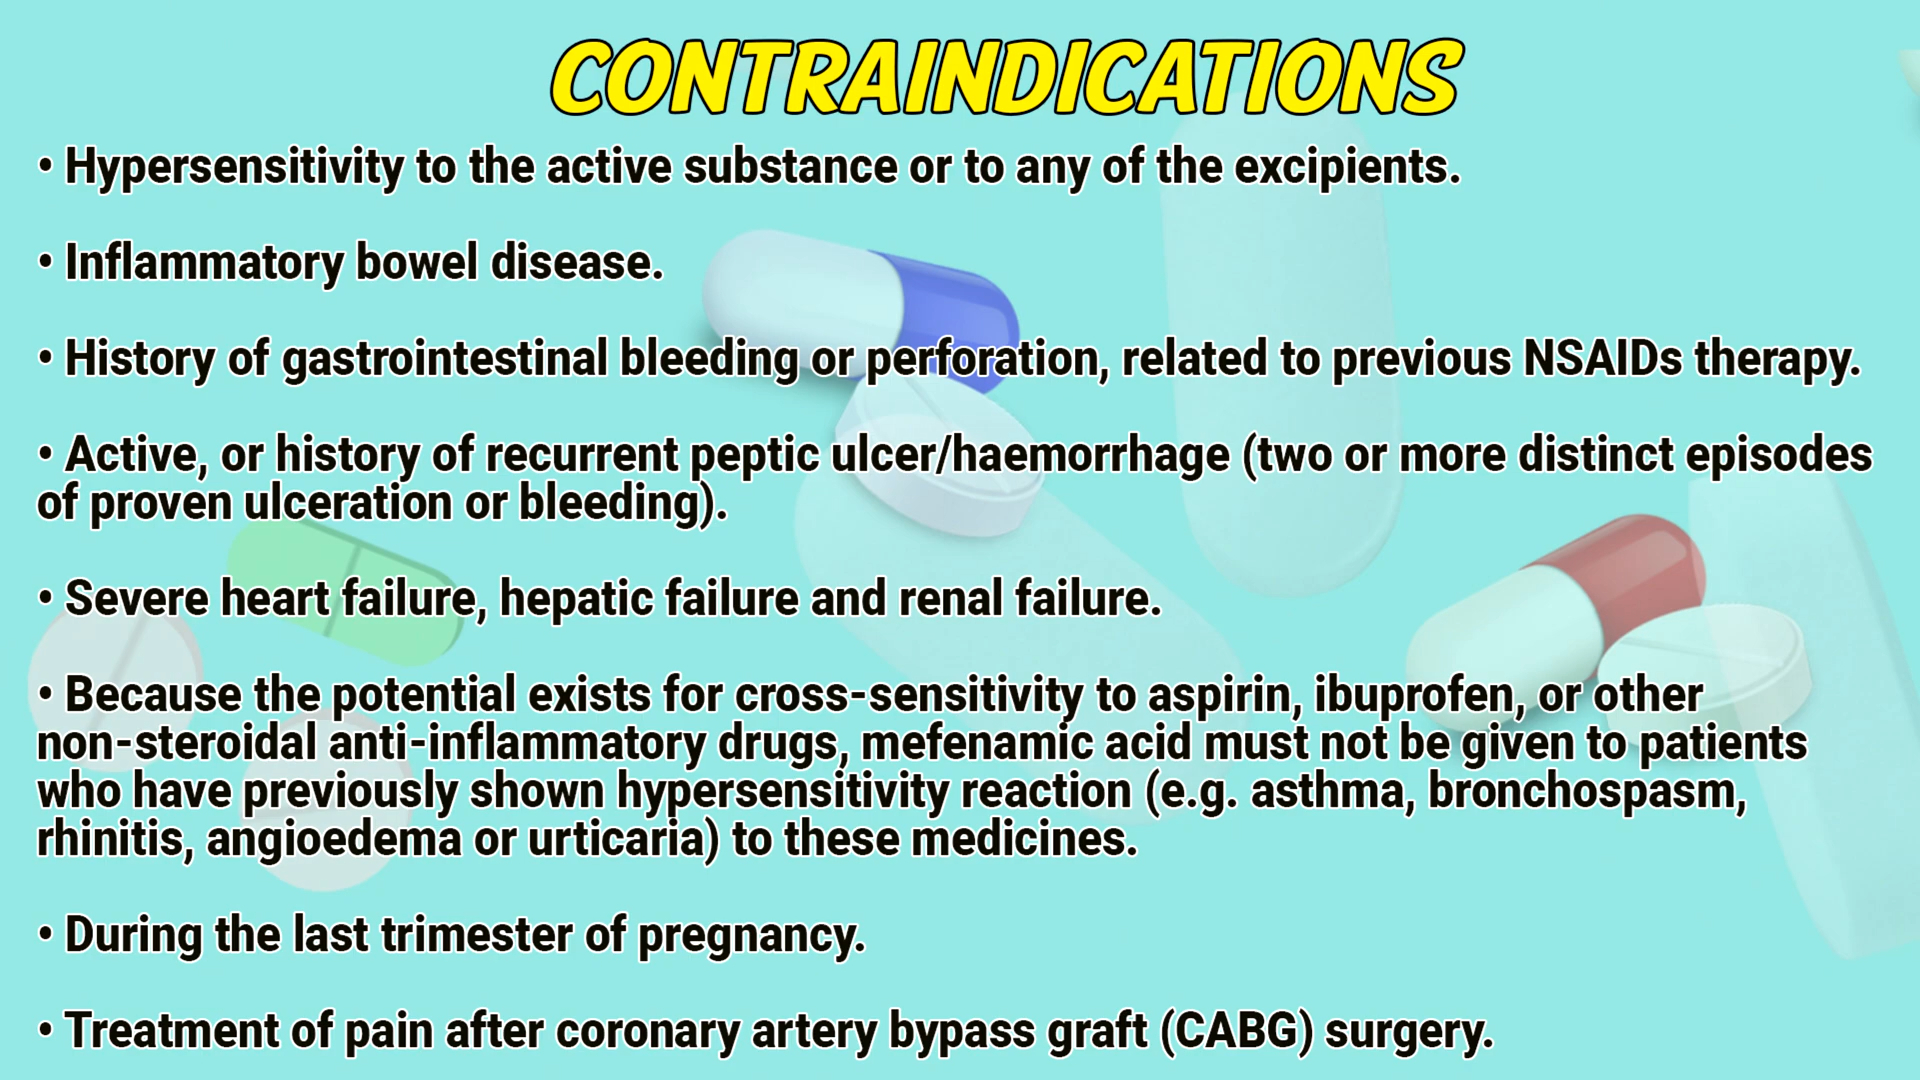 CONTRAINDICATIONS
• Hypersensitivity to the active substance or to any of the excipients.
• Inflammatory bowel disease.
• History of gastrointestinal bleeding or perforation, related to previous NSAIDs therapy.
• Active, or history of recurrent peptic ulcer/haemorrhage (two or more distinct episodes
of proven ulceration or bleeding).
• Severe heart failure, hepatic failure and renal failure.
• Because the potential exists for cross-sensitivity to aspirin, ibuprofen, or other
non-steroidal anti-inflammatory drugs, mefenamic acid must not be given to patients
who have previously shown hypersensitivity reaction (e.g. asthma, bronchospasm,
rhinitis, angioedema or urticaria) to these medicines.
• During the last trimester of pregnancy.
• Treatment of pain after coronary artery bypass graft (CABG) surgery.